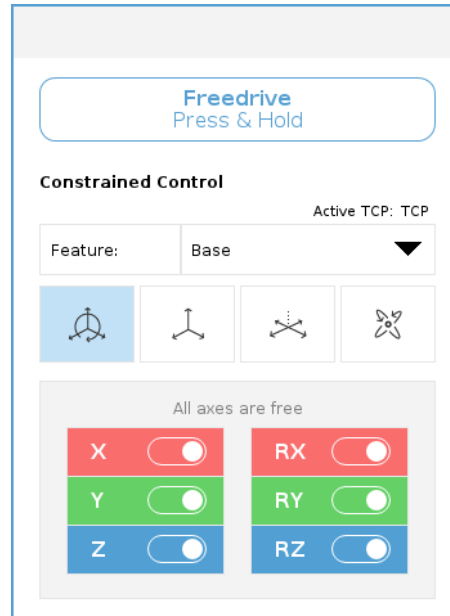 Freedrive
Press & Hold
Constrained Control
Active TCP: TCP
Feature: Base
All axes are free
X RX
Y RY
Z RZ